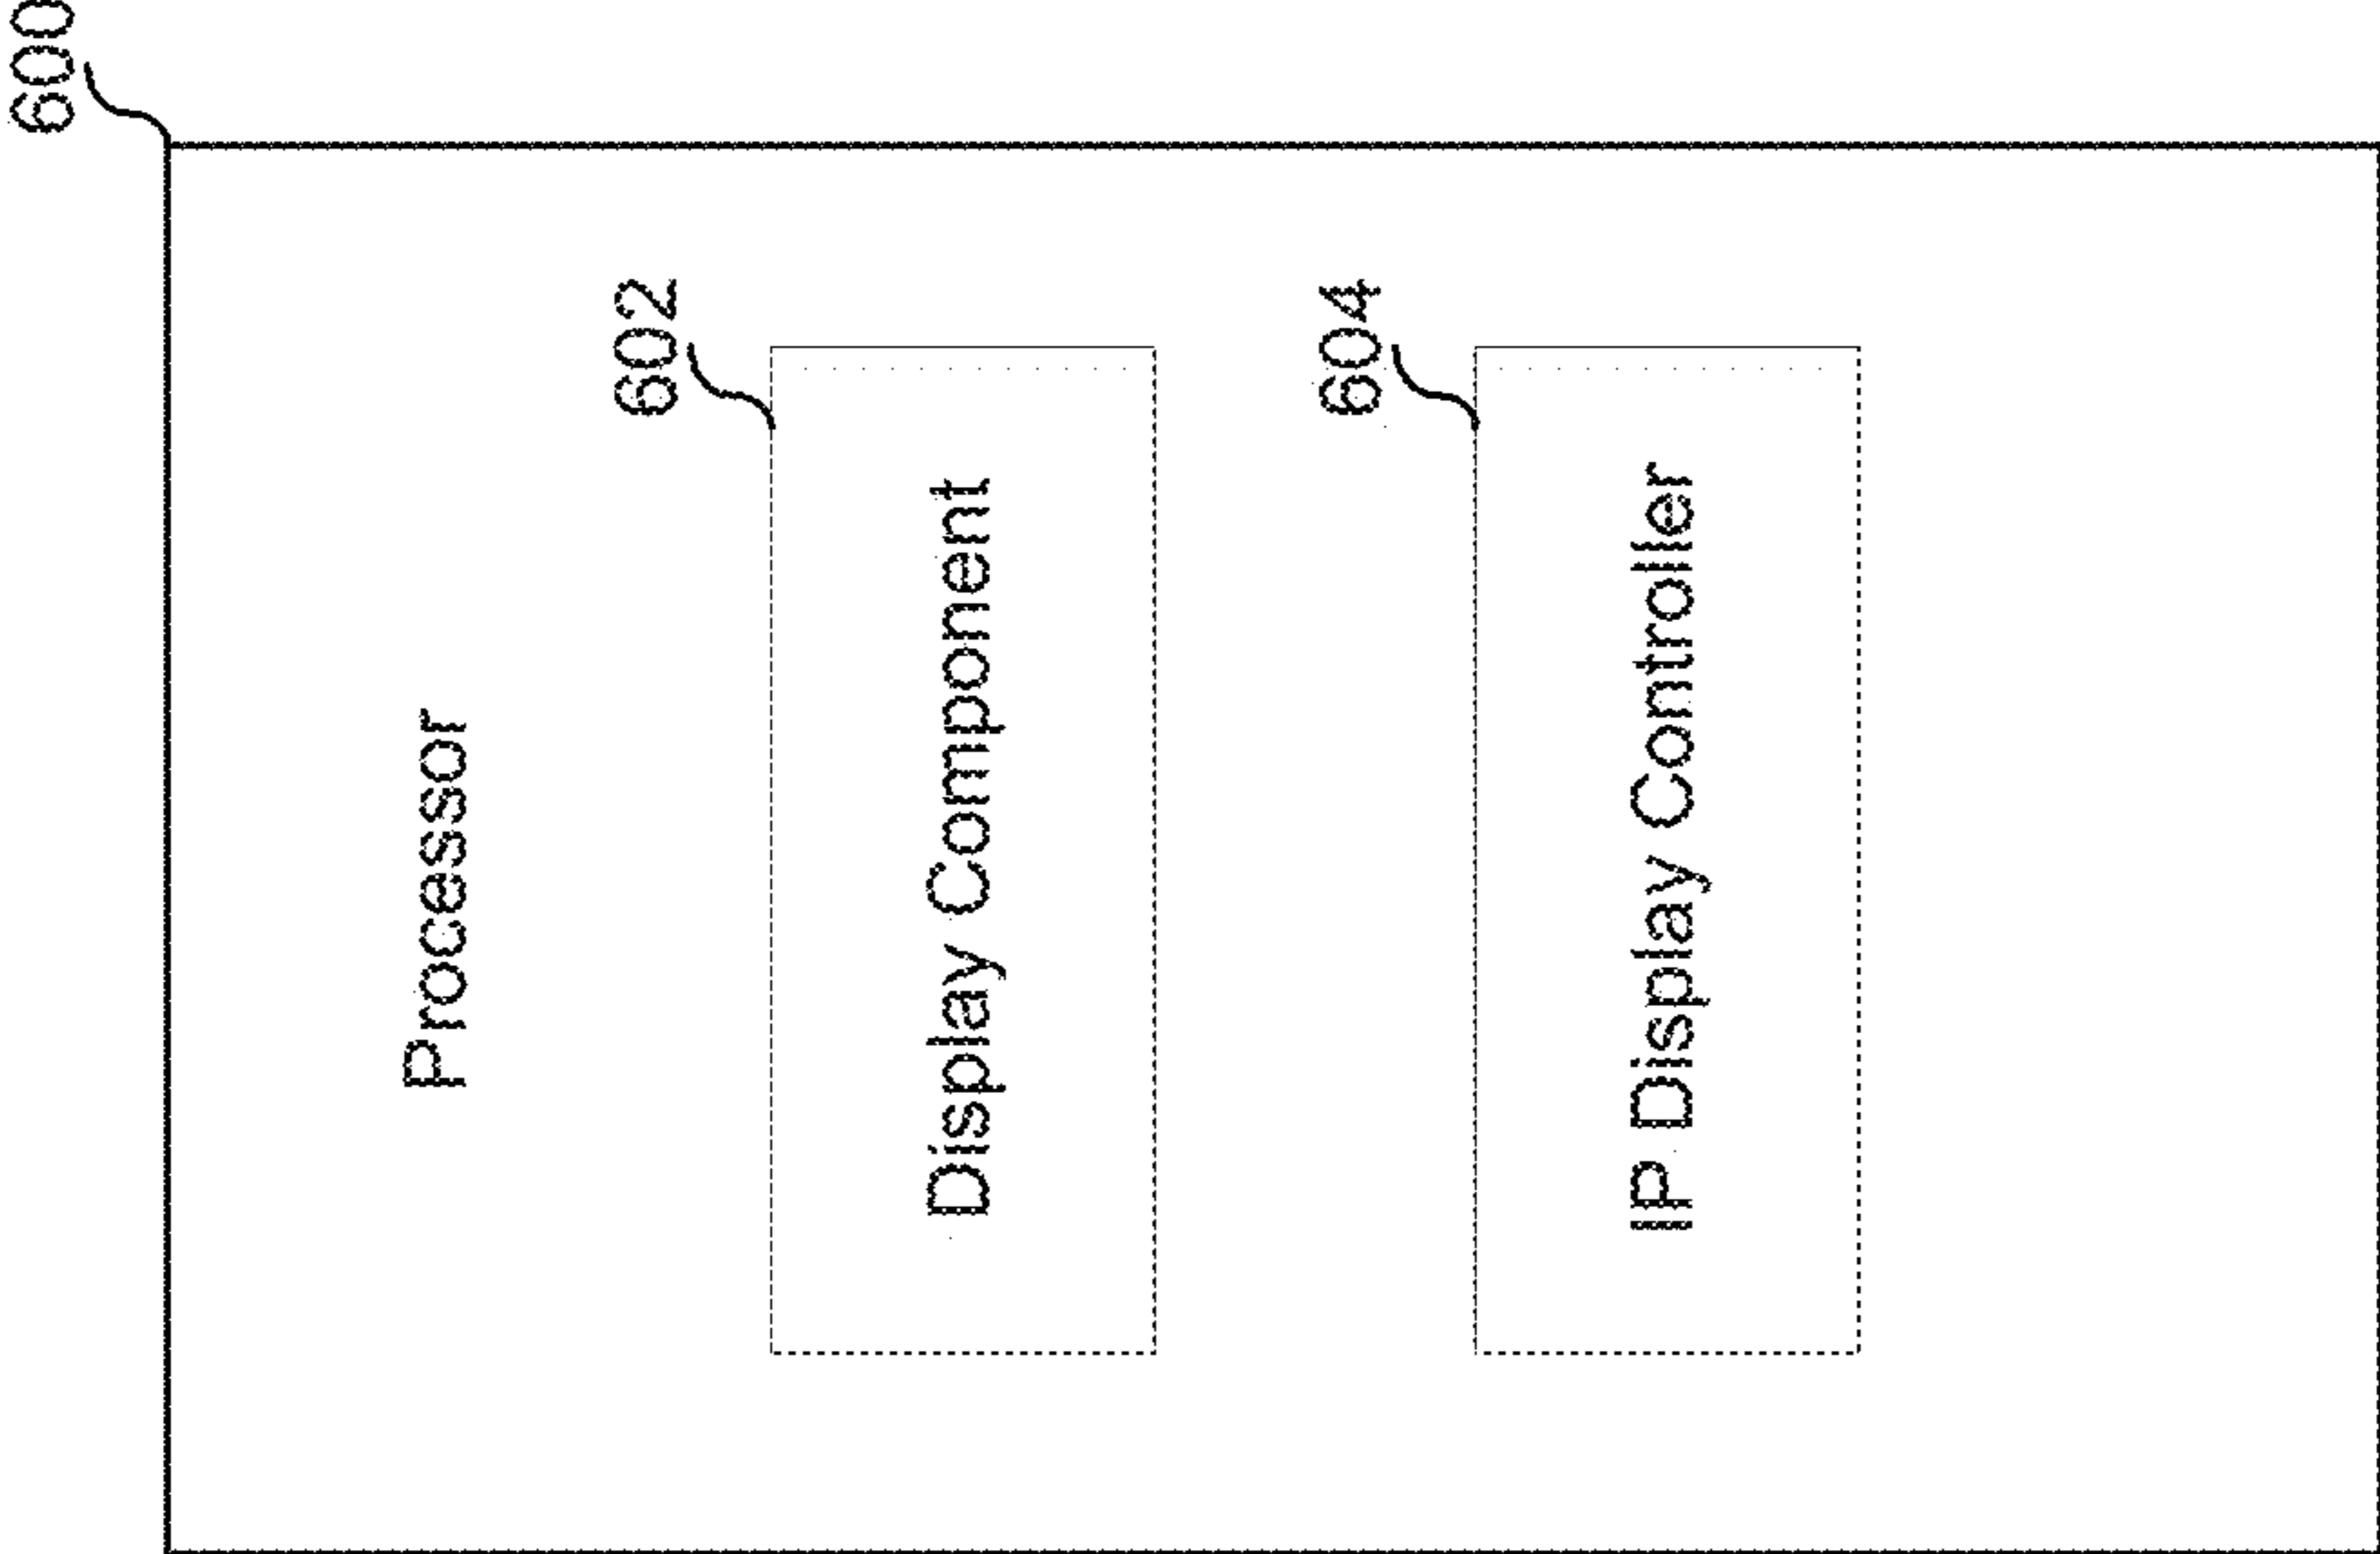 600
Processor
602
Display Component
604
IP Display Controller